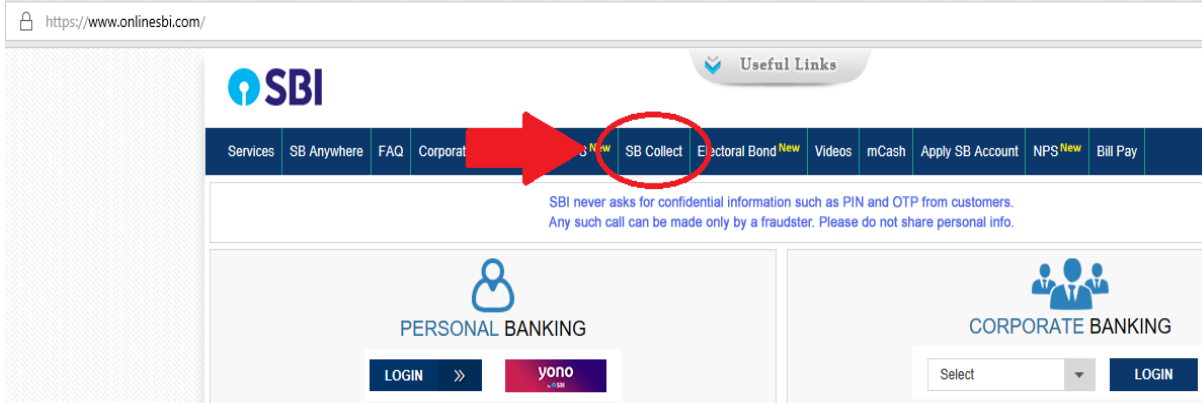 https://www.onlinesbi.com/
Useful Links
SBI
Services SB Anywhere FAQ Corporat S New SB Collect Electoral Bond New Videos mCash Apply SB Account NPS New Bill Pay
SBI never asks for confidential information such as PIN and OTP from customers.
Any such call can be made only by a fraudster. Please do not share personal info.
PERSONAL BANKING
CORPORATE BANKING
LOGIN
yono
by SBI
Select
LOGIN